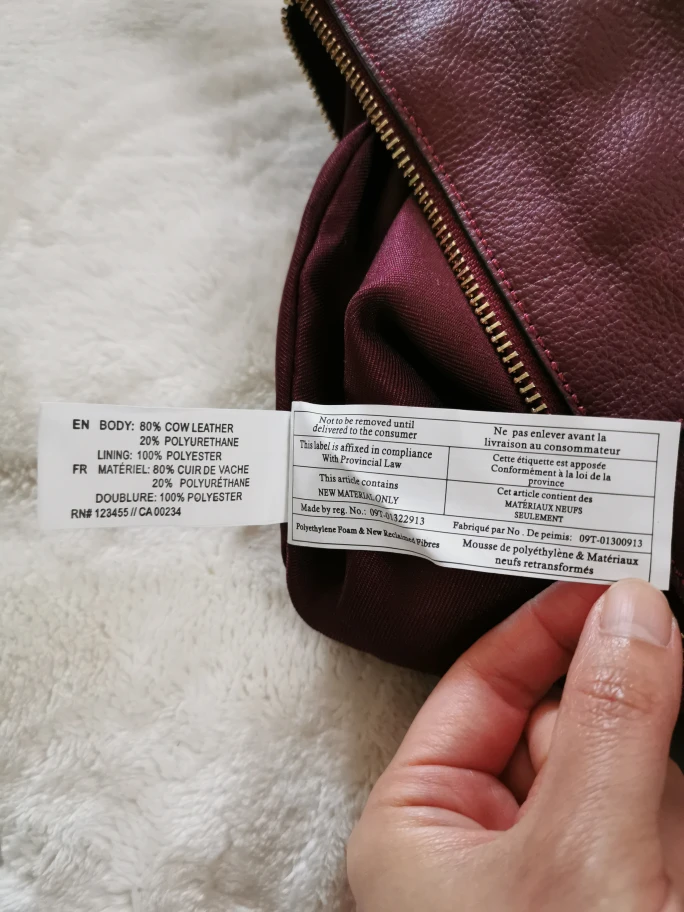 EN BODY: 80% COW LEATHER
20% POLYURETHANE
LINING: 100% POLYESTER
FR MATÉRIEL: 80% CUIR DE VACHE
20% POLYURÉTHANE
DOUBLURE: 100% POLYESTER
RN# 123455 // CA 00234
Not to be removed until
delivered to the consumer
Ne pas enlever avant la
livraison au consommateur
This label is affixed in compliance
With Provincial Law
Cette étiquette est apposée
Conformément à la loi de la
province
This article contains
NEW MATERIAL ONLY
Cet article contient des
MATÉRIAUX NEUFS
SEULEMENT
Made by reg. No.: 09T-01322913
Fabriqué par No . De peimis: 09T-01300913
Polyethylene Foam & New Reclaimed Fibres
Mousse de polyéthylène & Matériaux
neufs retransformés